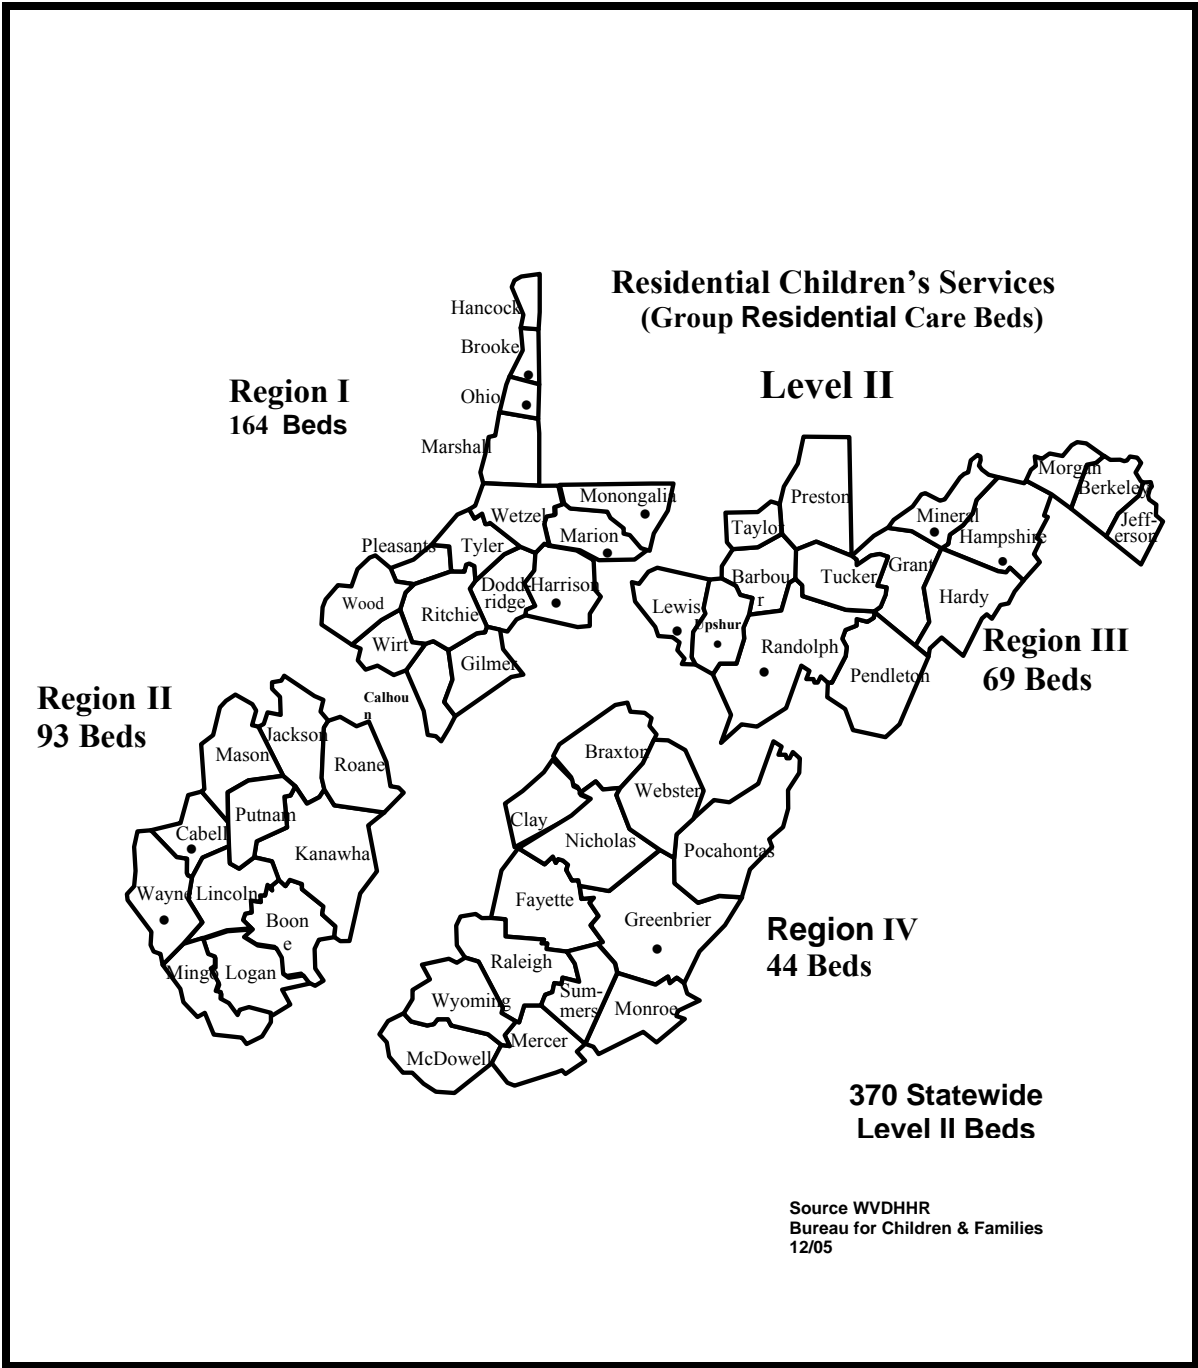 Residential Children’s Services
(Group Residential Care Beds)
Level II
Region I
164 Beds
Hancock
Brooke
Ohio
Marshall
Monongalia
Wetzel
Marion
Pleasants
Tyler
Dodd-
ridge
Harrison
Wood
Ritchie
Wirt
Gilmer
Calhou
n
Preston
Taylor
Barbou
r
Tucker
Lewis
Upshur
Randolph
Pendleton
Grant
Hardy
Mineral
Hampshire
Morgan
Berkeley
Jeff-
erson
Region III
69 Beds
Region II
93 Beds
Jackson
Mason
Roane
Putnam
Cabell
Kanawha
Wayne
Lincoln
Boon
e
Mingo
Logan
Braxton
Webster
Clay
Nicholas
Pocahontas
Fayette
Greenbrier
Raleigh
Wyoming
Sum-
mers
Monroe
Mercer
McDowell
Region IV
44 Beds
370 Statewide
Level II Beds
Source WVDHHR
Bureau for Children & Families
12/05